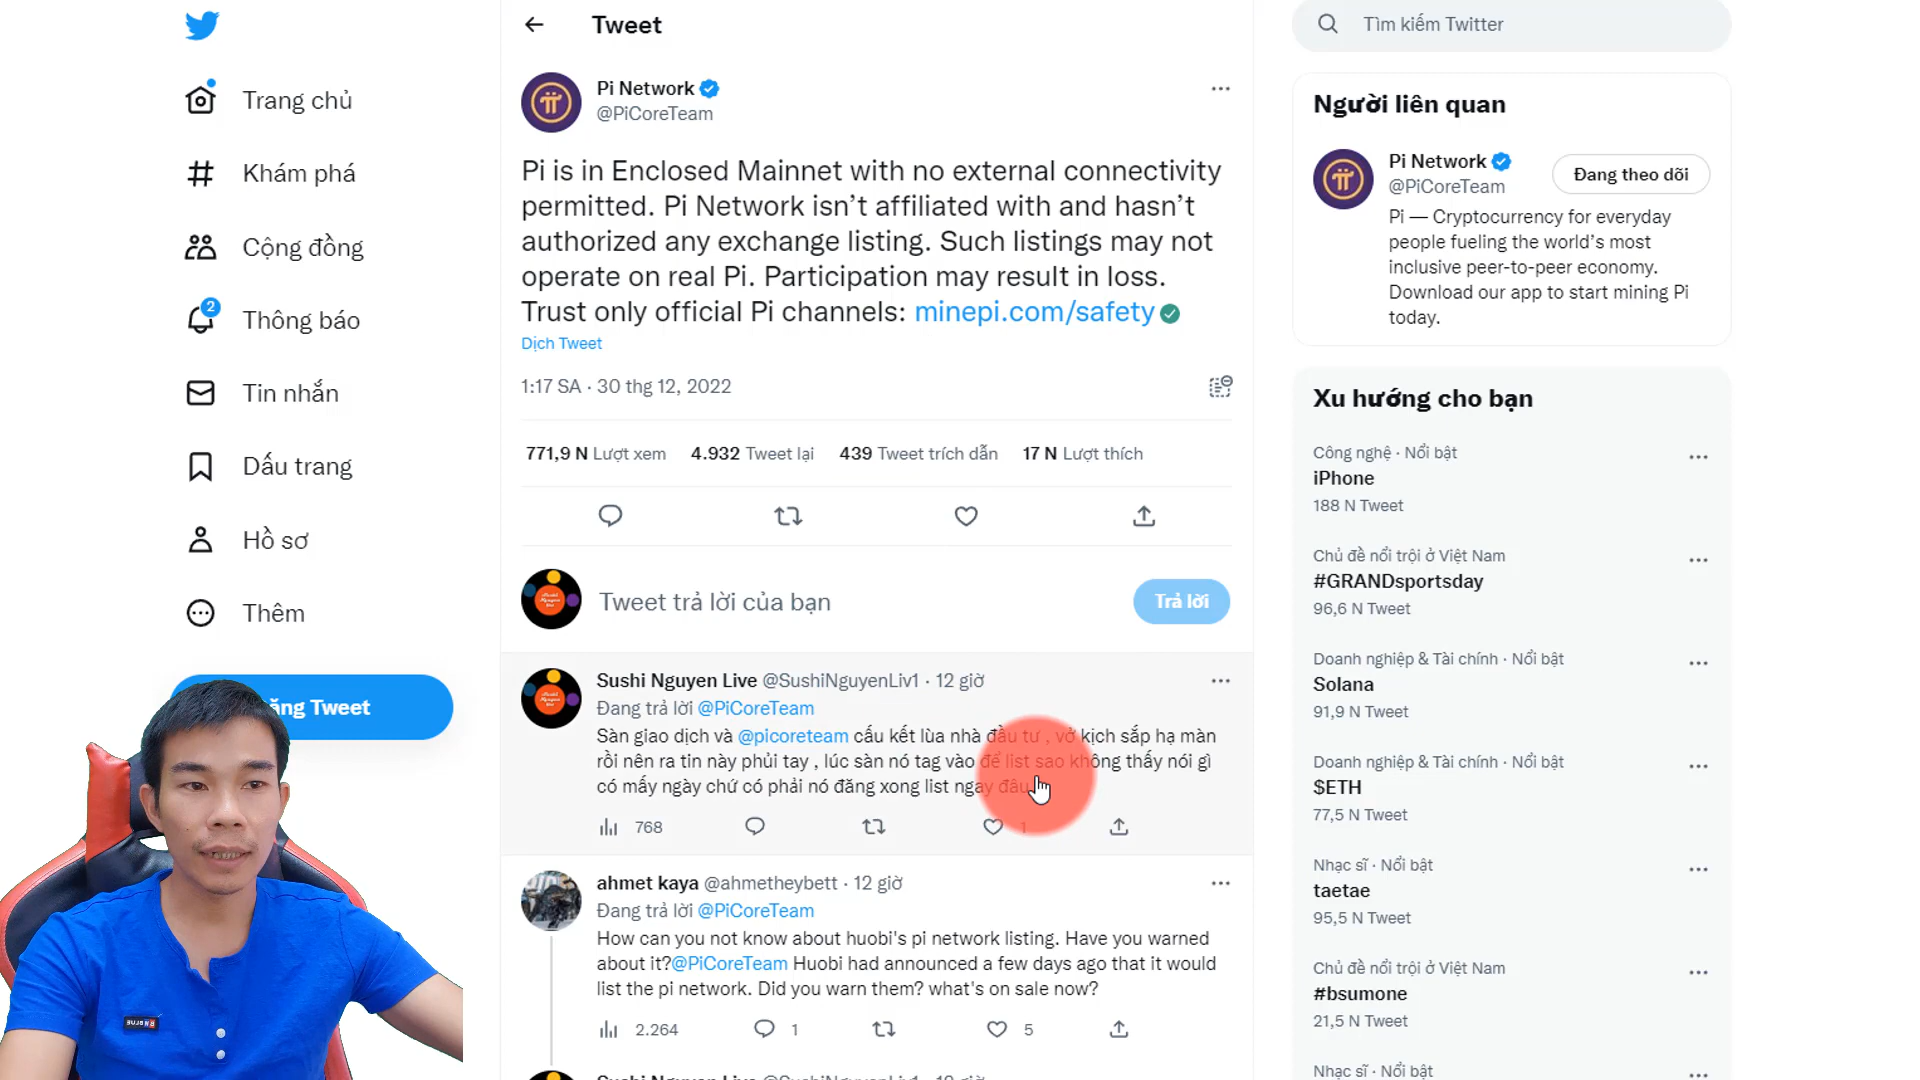 Tweet
Tìm kiếm Twitter
Trang chủ
Khám phá
Cộng đồng
2
Thông báo
Tin nhắn
Dấu trang
Hồ sơ
Thêm
ăng Tweet
Pi Network
@PiCoreTeam
Pi is in Enclosed Mainnet with no external connectivity
permitted. Pi Network isn’t affiliated with and hasn’t
authorized any exchange listing. Such listings may not
operate on real Pi. Participation may result in loss.
Trust only official Pi channels: minepi.com/safety
Dịch Tweet
1:17 SA · 30 thg 12, 2022
771,9 N Lượt xem 4.932 Tweet lại 439 Tweet trích dẫn 17 N Lượt thích
Tweet trả lời của bạn
Trả lời
Sushi Nguyen Live @SushiNguyenLiv1 · 12 giờ
Đang trả lời @PiCoreTeam
Sàn giao dịch và @picoreteam cấu kết lùa nhà đầu tư , vở kịch sắp hạ màn
rồi nên ra tin này phủi tay , lúc sàn nó tag vào để list sao không thấy nói gì
có mấy ngày chứ có phải nó đăng xong list ngay đâu
768 1
ahmet kaya @ahmetheybett · 12 giờ
Đang trả lời @PiCoreTeam
How can you not know about huobi's pi network listing. Have you warned
about it?@PiCoreTeam Huobi had announced a few days ago that it would
list the pi network. Did you warn them? what's on sale now?
2.264 1 5
Sushi Nguyen Live @SushiNguyenLiv1 · 12 giờ
Người liên quan
Pi Network
@PiCoreTeam
Đang theo dõi
Pi — Cryptocurrency for everyday
people fueling the world’s most
inclusive peer-to-peer economy.
Download our app to start mining Pi
today.
Xu hướng cho bạn
Công nghệ · Nổi bật
iPhone
188 N Tweet
Chủ đề nổi trội ở Việt Nam
#GRANDsportsday
96,6 N Tweet
Doanh nghiệp & Tài chính · Nổi bật
Solana
91,9 N Tweet
Doanh nghiệp & Tài chính · Nổi bật
$ETH
77,5 N Tweet
Nhạc sĩ · Nổi bật
taetae
95,5 N Tweet
Chủ đề nổi trội ở Việt Nam
#bsumone
21,5 N Tweet
Nhạc sĩ · Nổi bật